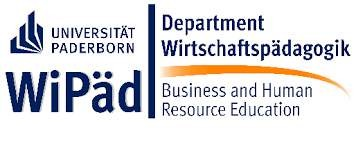 UNIVERSITÄT
PADERBORN
WiPäd
Department
Wirtschaftspädagogik
Business and Human
Resource Education